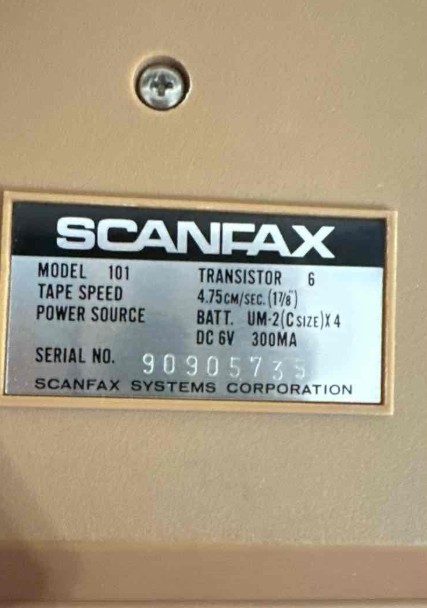 SCANFAX
MODEL 101 TRANSISTOR 6
TAPE SPEED 4.75CM/SEC.(1⅞")
POWER SOURCE BATT. UM-2(C SIZE)X4
DC 6V 300MA
SERIAL NO. 90905735
SCANFAX SYSTEMS CORPORATION